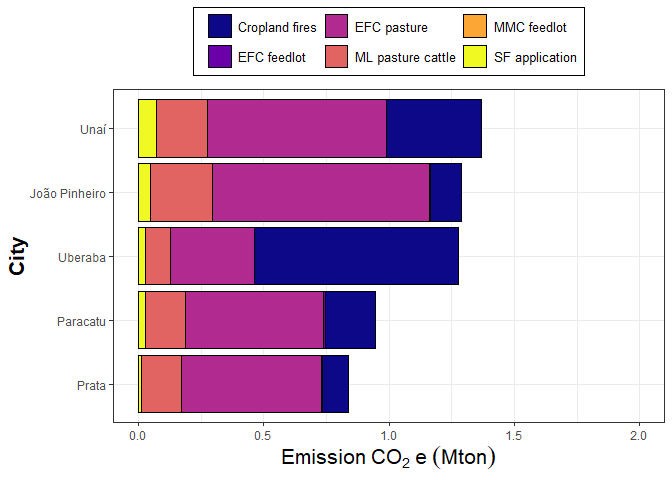 Cropland fires EFC pasture MMC feedlot
EFC feedlot ML pasture cattle SF application
Unaí
João Pinheiro
Uberaba
Paracatu
Prata
City
0.0 0.5 1.0 1.5 2.0
Emission CO₂ e (Mton)